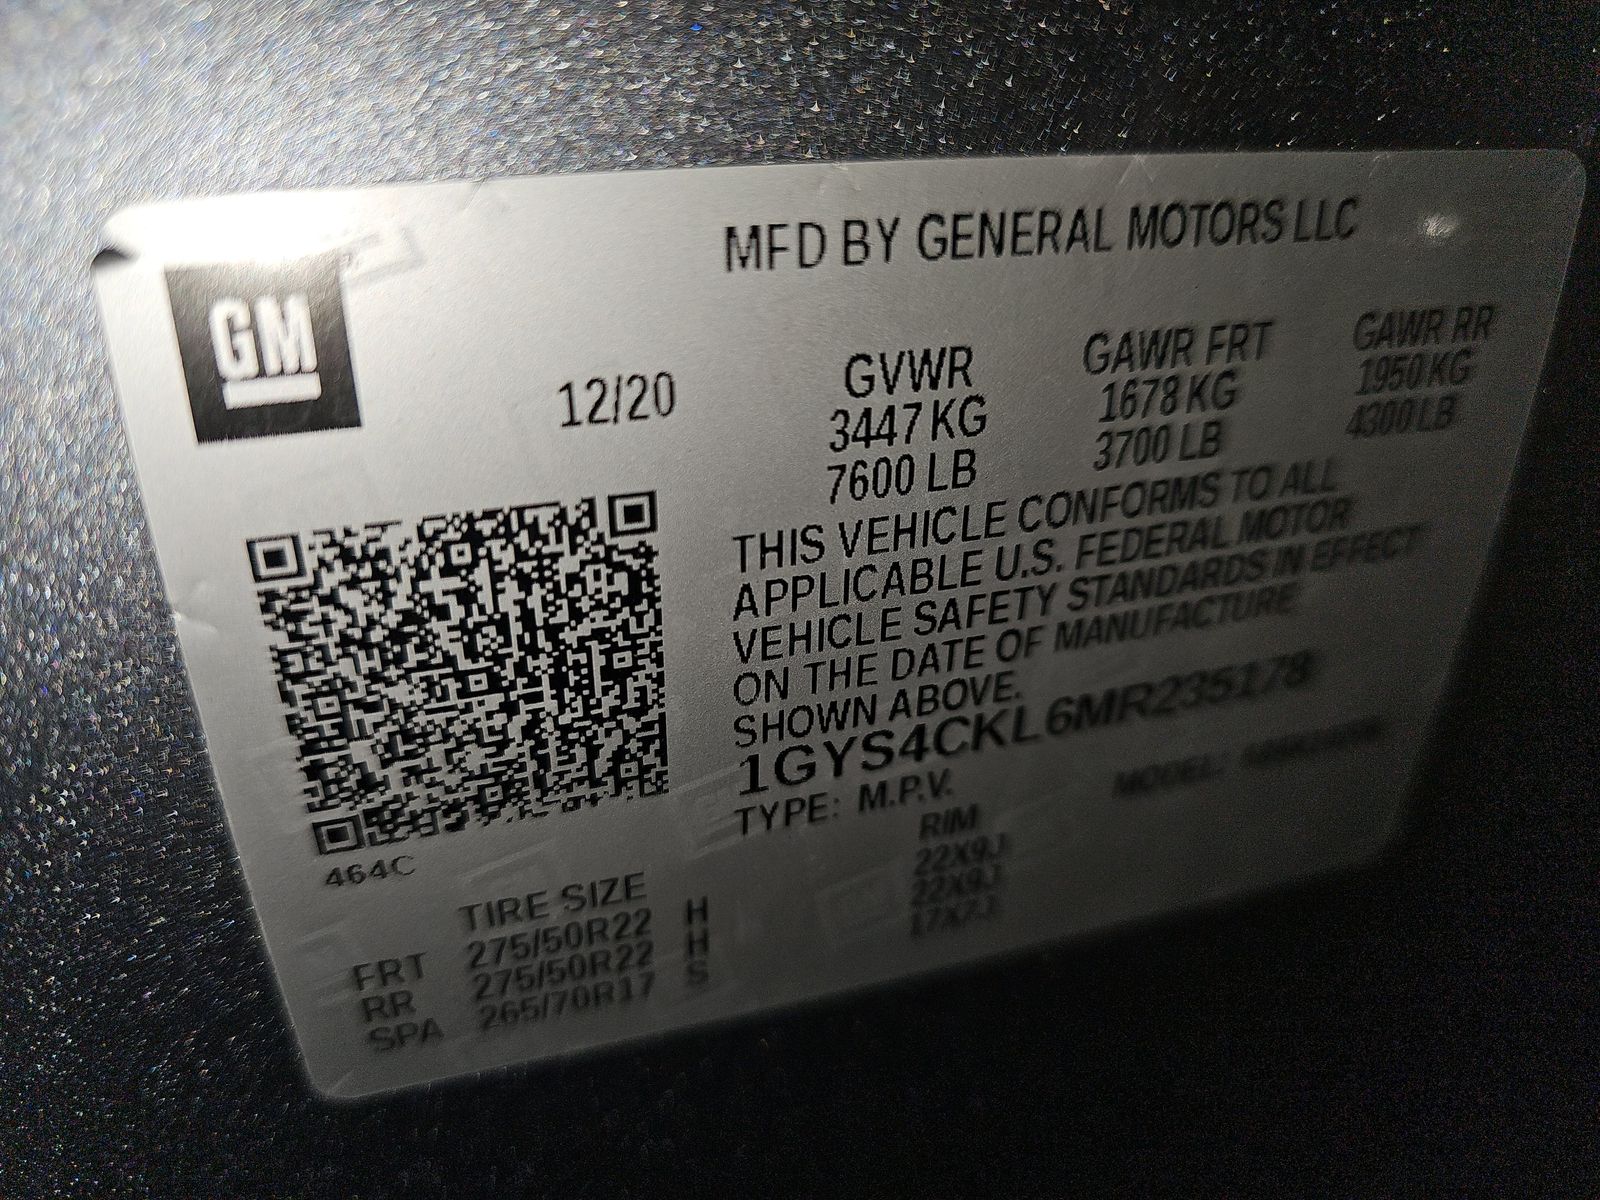 MFD BY GENERAL MOTORS LLC
GM
12/20
GVWR
3447 KG
7600 LB
GAWR FRT
1678 KG
3700 LB
GAWR RR
1950 KG
4300 LB
THIS VEHICLE CONFORMS TO ALL
APPLICABLE U.S. FEDERAL MOTOR
VEHICLE SAFETY STANDARDS IN EFFECT
ON THE DATE OF MANUFACTURE
SHOWN ABOVE.
1GYS4CKL6MR235178
TYPE: M.P.V. MODEL:
464C
TIRE SIZE RIM
FRT 275/50R22 H 22X9J
RR 275/50R22 H 22X9J
SPA 265/70R17 S 17X7J